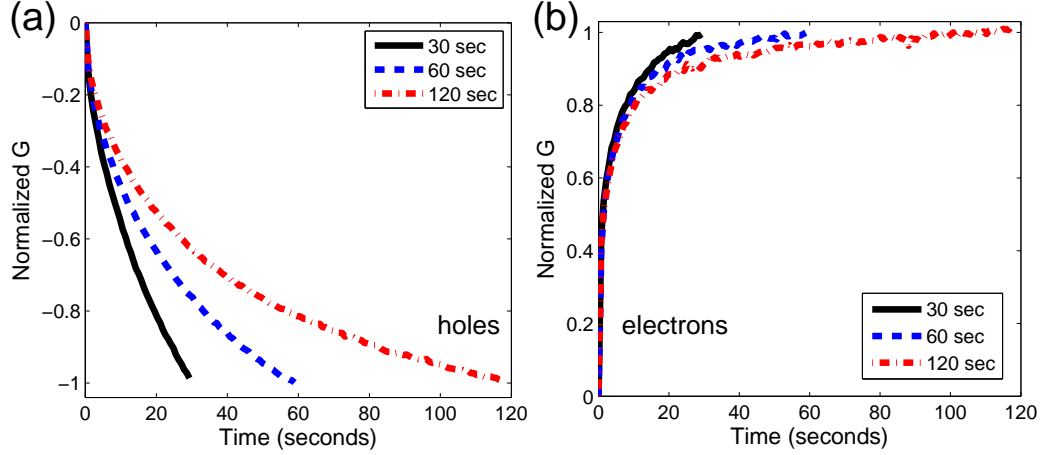 (a)
0
−0.2
−0.4
−0.6
−0.8
−1
Normalized G
30 sec
60 sec
120 sec
holes
0 20 40 60 80 100 120
Time (seconds)
(b)
1
0.8
0.6
0.4
0.2
0
Normalized G
electrons
30 sec
60 sec
120 sec
0 20 40 60 80 100 120
Time (seconds)